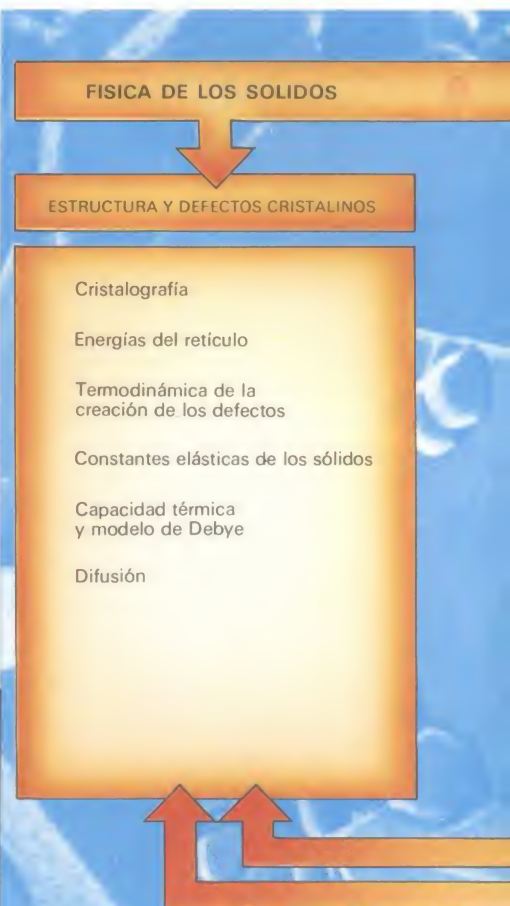 FISICA DE LOS SOLIDOS
ESTRUCTURA Y DEFECTOS CRISTALINOS
Cristalografía
Energías del retículo
Termodinámica de la
creación de los defectos
Constantes elásticas de los sólidos
Capacidad térmica
y modelo de Debye
Difusión